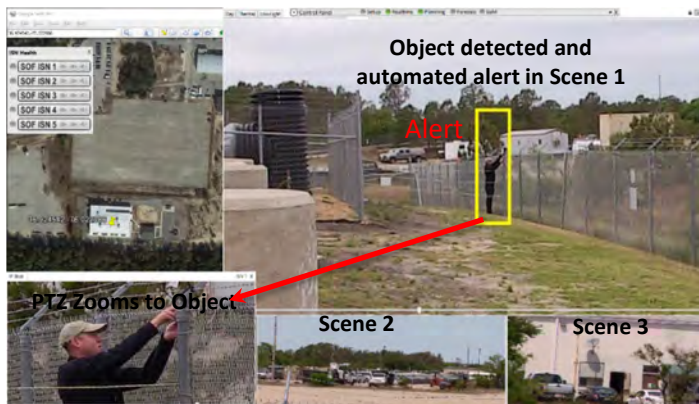 Control Panel
Setup
Realtime
Planning
Forensic
ISN Health
SOF ISN 1
SOF ISN 2
SOF ISN 3
SOF ISN 4
SOF ISN 5
Object detected and
automated alert in Scene 1
Alert
PTZ Zooms to Object
Scene 2
Scene 3